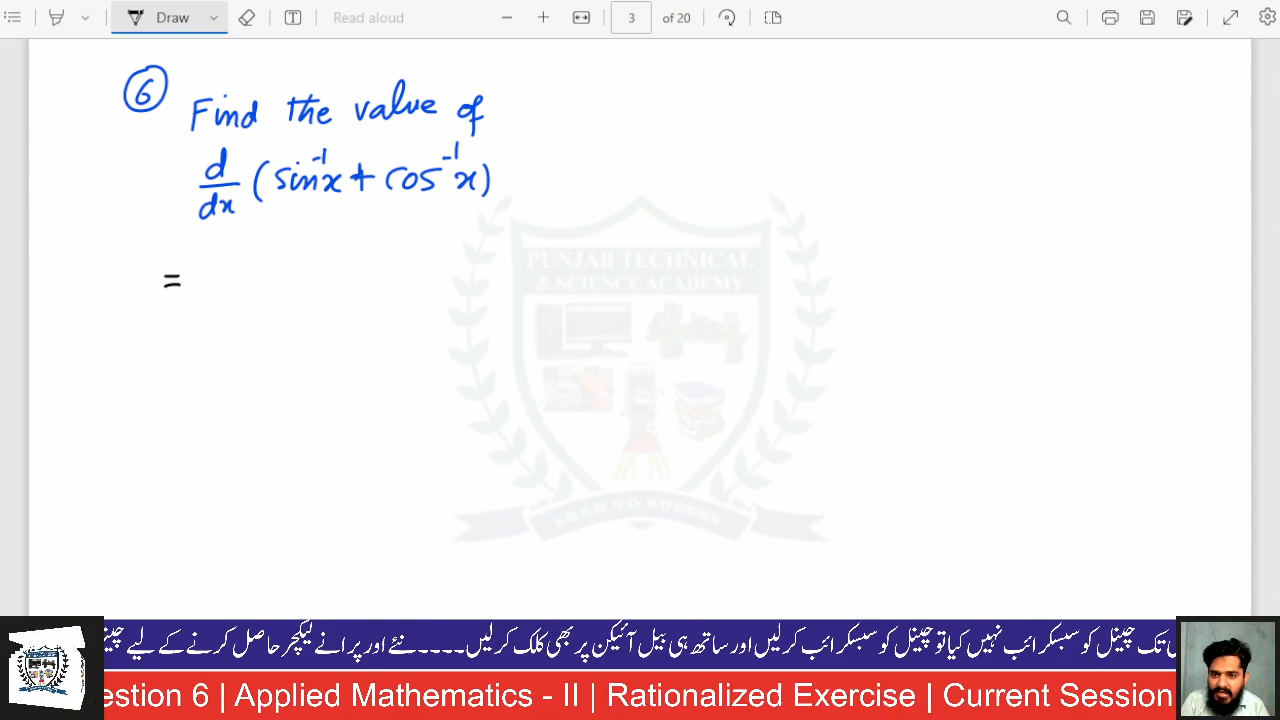 Draw
Read aloud
3
of 20
6
Find the value of
d/dx (sin⁻¹x + cos⁻¹x)
=
PUNJAB TECHNICAL
& SCIENCE ACADEMY
LEAD TO SUCCESS
تک چینل کو سبسکرائب نہیں کیا تو چینل کو سبسکرائب کر لیں اور ساتھ ہی بیل آئیکن پر بھی کلک کر لیں.....نئے اور پرانے لیکچر حاصل کرنے کے لیے
estion 6 | Applied Mathematics - II | Rationalized Exercise | Current Session